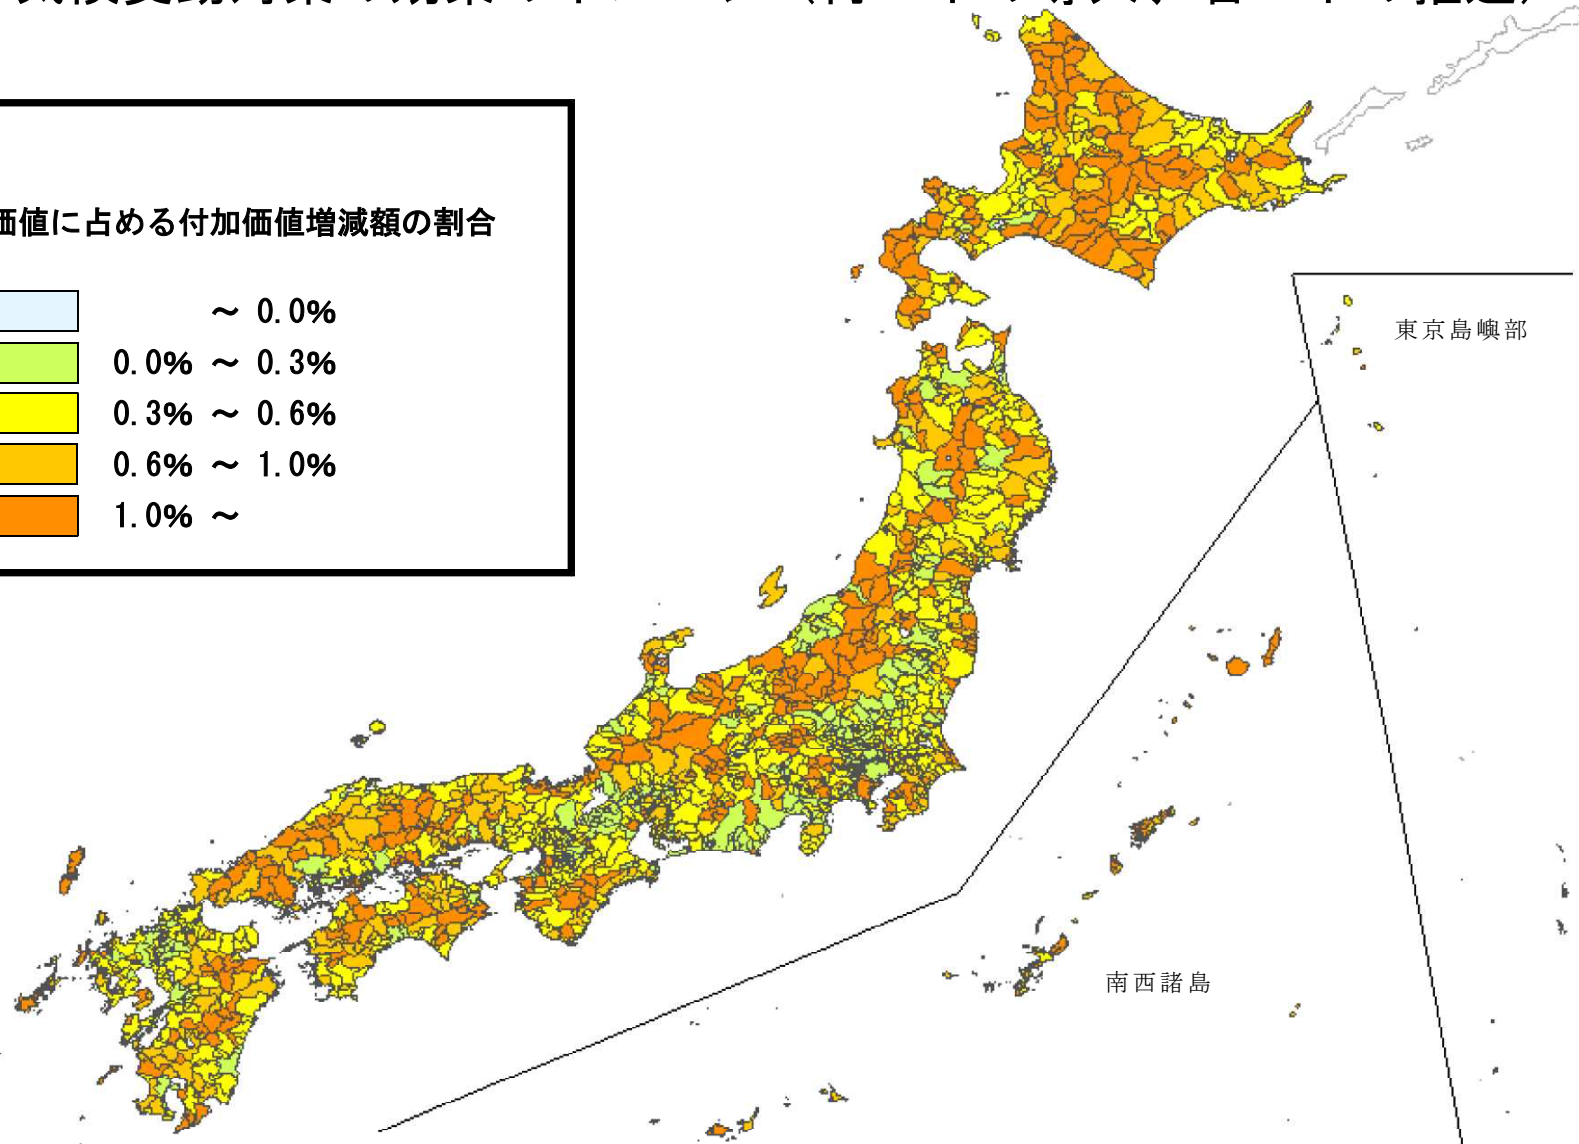 価値に占める付加価値増減額の割合
～ 0.0%
0.0% ～ 0.3%
0.3% ～ 0.6%
0.6% ～ 1.0%
1.0% ～
東京島嶼部
南西諸島